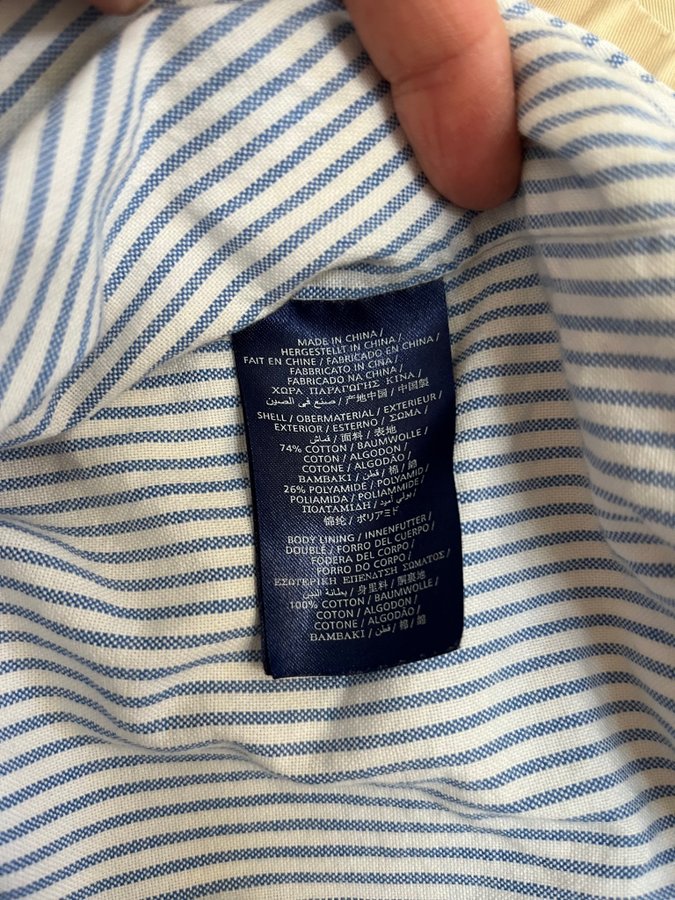 MADE IN CHINA /
HERGESTELLT IN CHINA /
FAIT EN CHINE / FABRICADO EN CHINA /
FABBRICATO IN CINA /
FABRICADO NA CHINA /
ΧΩΡΑ ΠΑΡΑΓΩΓΗΣ ΚΙΝΑ /
صنع في الصين / 产地中国 / 中国製
SHELL / OBERMATERIAL / EXTERIEUR /
EXTERIOR / ESTERNO / ΣΩΜΑ /
قماش / 面料 / 表地
74% COTTON / BAUMWOLLE /
COTON / ALGODON /
COTONE / ALGODÃO /
ΒΑΜΒΑΚΙ / قطن / 棉 / 綿
26% POLYAMIDE / POLYAMID /
POLIAMIDA / POLIAMMIDE /
ΠΟΛΥΑΜΙΔΗ / بولي أميد /
锦纶 / ポリアミド
BODY LINING / INNENFUTTER /
DOUBLE / FORRO DEL CUERPO /
FODERA DEL CORPO /
FORRO DO CORPO /
ΕΣΩΤΕΡΙΚΗ ΕΠΕΝΔΥΣΗ ΣΩΜΑΤΟΣ /
بطانة البدن / 身里料 / 胴裏地
100% COTTON / BAUMWOLLE /
COTON / ALGODON /
COTONE / ALGODÃO /
ΒΑΜΒΑΚΙ / قطن / 棉 / 綿